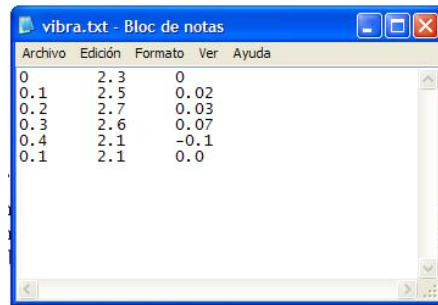 vibra.txt - Bloc de notas
Archivo Edición Formato Ver Ayuda
0 2.3 0
0.1 2.5 0.02
0.2 2.7 0.03
0.3 2.6 0.07
0.4 2.1 -0.1
0.1 2.1 0.0